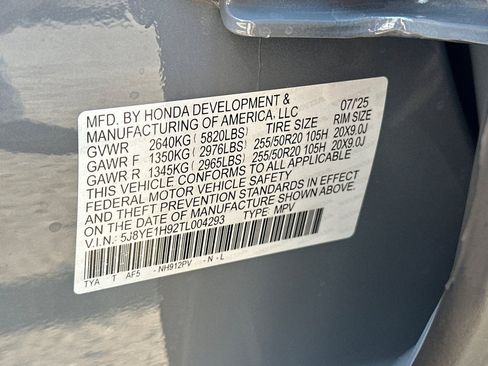 MFD. BY HONDA DEVELOPMENT & 07/'25
MANUFACTURING OF AMERICA, LLC RIM SIZE
GVWR 2640KG ( 5820LBS) TIRE SIZE 20X9.0J
GAWR F 1350KG ( 2976LBS) 255/50R20 105H 20X9.0J
GAWR R 1345KG ( 2965LBS) 255/50R20 105H
THIS VEHICLE CONFORMS TO ALL APPLICABLE
FEDERAL MOTOR VEHICLE SAFETY
AND THEFT PREVENTION STANDARDS IN EFFECT
ON THE DATE OF MANUFACTURE SHOWN ABOVE.
V.I.N.: 5J8YE1H92TL004293 TYPE: MPV
TYA T AF5 -NH912PV -N-L